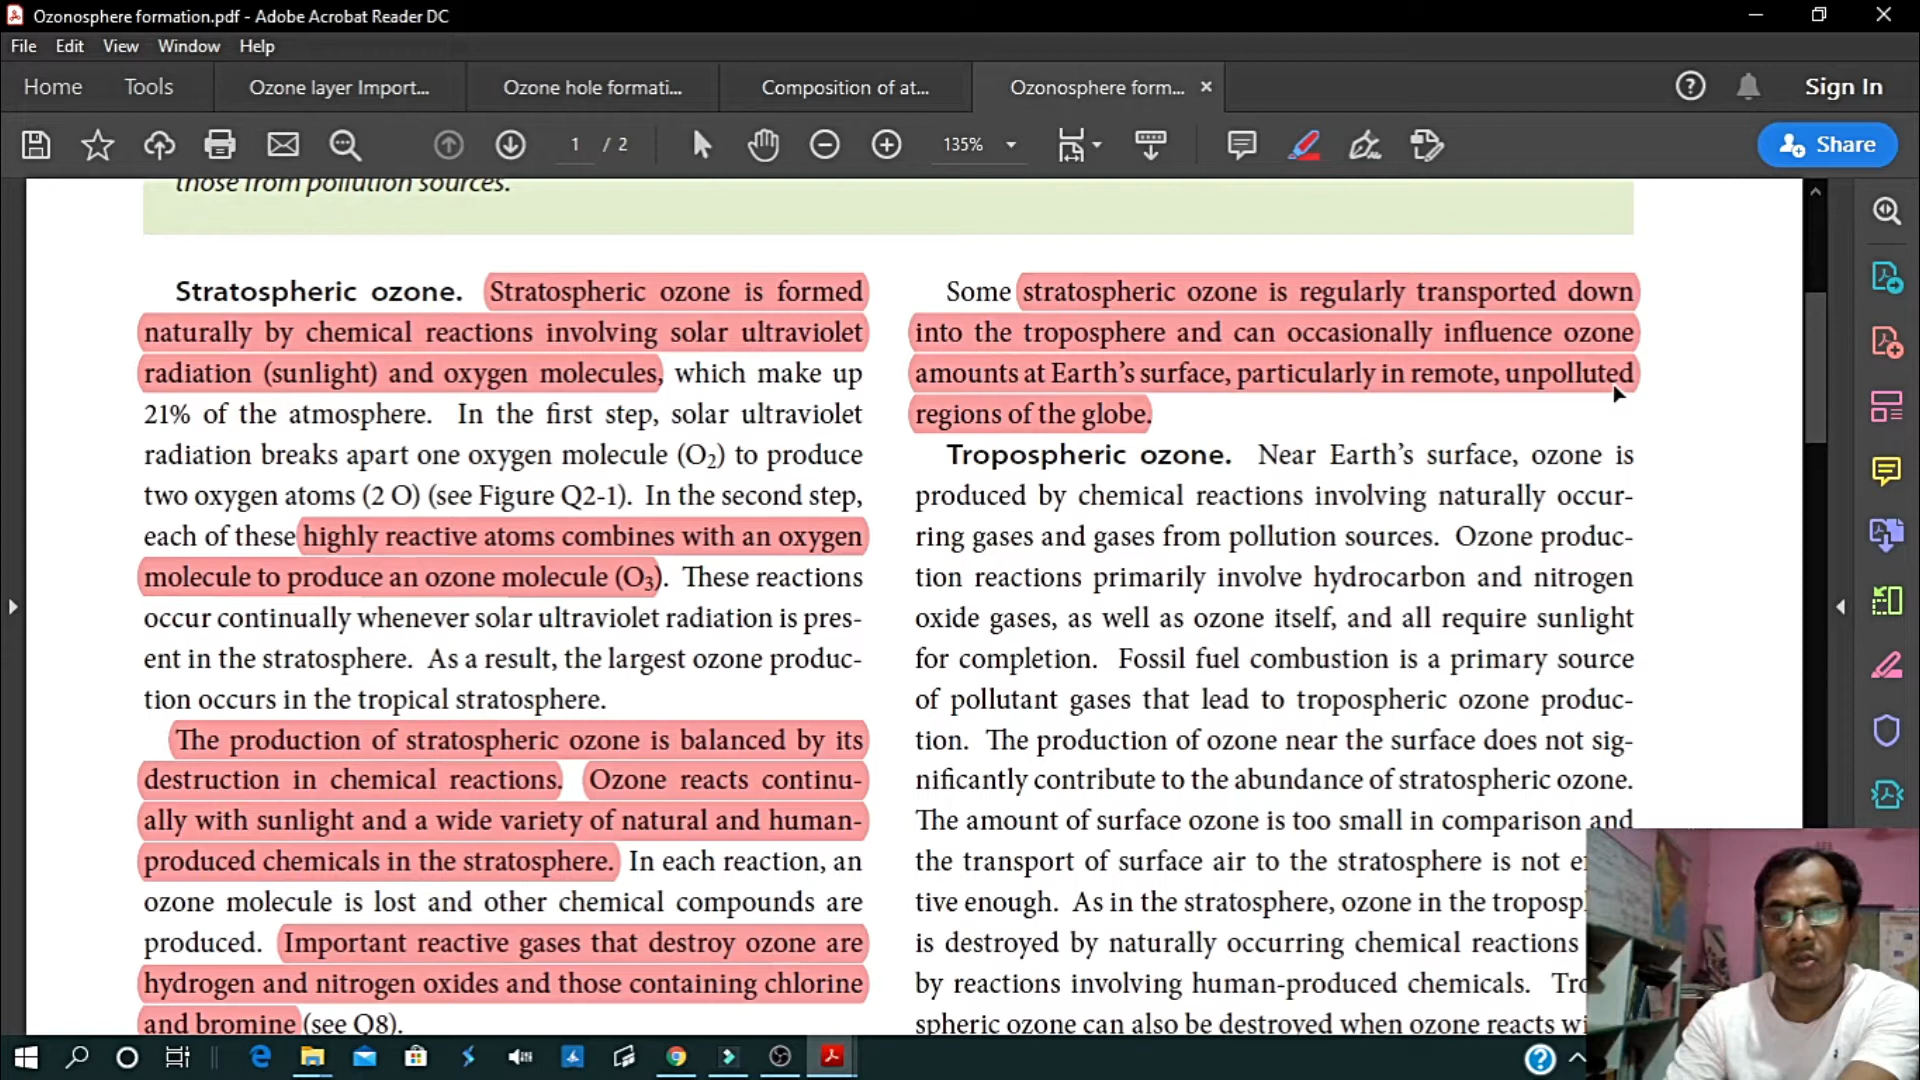 Ozonosphere formation.pdf - Adobe Acrobat Reader DC
File Edit View Window Help
Home Tools Ozone layer Import... Ozone hole formati... Composition of at... Ozonosphere form... × Sign In
1 / 2 135% Share
those from pollution sources.
Stratospheric ozone. Stratospheric ozone is formed
naturally by chemical reactions involving solar ultraviolet
radiation (sunlight) and oxygen molecules, which make up
21% of the atmosphere. In the first step, solar ultraviolet
radiation breaks apart one oxygen molecule (O₂) to produce
two oxygen atoms (2 O) (see Figure Q2-1). In the second step,
each of these highly reactive atoms combines with an oxygen
molecule to produce an ozone molecule (O₃). These reactions
occur continually whenever solar ultraviolet radiation is pres-
ent in the stratosphere. As a result, the largest ozone produc-
tion occurs in the tropical stratosphere.
The production of stratospheric ozone is balanced by its
destruction in chemical reactions. Ozone reacts continu-
ally with sunlight and a wide variety of natural and human-
produced chemicals in the stratosphere. In each reaction, an
ozone molecule is lost and other chemical compounds are
produced. Important reactive gases that destroy ozone are
hydrogen and nitrogen oxides and those containing chlorine
and bromine (see Q8).
Some stratospheric ozone is regularly transported down
into the troposphere and can occasionally influence ozone
amounts at Earth's surface, particularly in remote, unpolluted
regions of the globe.
Tropospheric ozone. Near Earth's surface, ozone is
produced by chemical reactions involving naturally occur-
ring gases and gases from pollution sources. Ozone produc-
tion reactions primarily involve hydrocarbon and nitrogen
oxide gases, as well as ozone itself, and all require sunlight
for completion. Fossil fuel combustion is a primary source
of pollutant gases that lead to tropospheric ozone produc-
tion. The production of ozone near the surface does not sig-
nificantly contribute to the abundance of stratospheric ozone.
The amount of surface ozone is too small in comparison and
the transport of surface air to the stratosphere is not
tive enough. As in the stratosphere, ozone in the
is destroyed by naturally occurring chemical reactions
by reactions involving human-produced chemicals.
spheric ozone can also be destroyed when ozone reacts